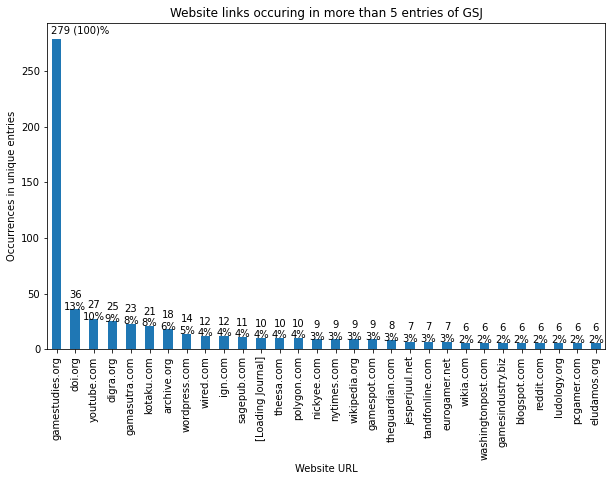 Website links occuring in more than 5 entries of GSJ
Occurrences in unique entries
250
200
150
100
50
0
279 (100)%
36
13%
27
10%
25
9%
23
8%
21
8%
18
6%
14
5%
12
4%
12
4%
11
4%
10
4%
10
4%
10
4%
9
3%
9
3%
9
3%
9
3%
8
3%
7
3%
7
3%
7
3%
6
2%
6
2%
6
2%
6
2%
6
2%
6
2%
6
2%
6
2%
gamestudies.org
doi.org
youtube.com
digra.org
gamasutra.com
kotaku.com
archive.org
wordpress.com
wired.com
ign.com
sagepub.com
[Loading Journal]
theesa.com
polygon.com
nickyee.com
nytimes.com
wikipedia.org
gamespot.com
theguardian.com
jesperjuul.net
tandfonline.com
eurogamer.net
wikia.com
washingtonpost.com
gamesindustry.biz
blogspot.com
reddit.com
ludology.org
pcgamer.com
eludamos.org
Website URL